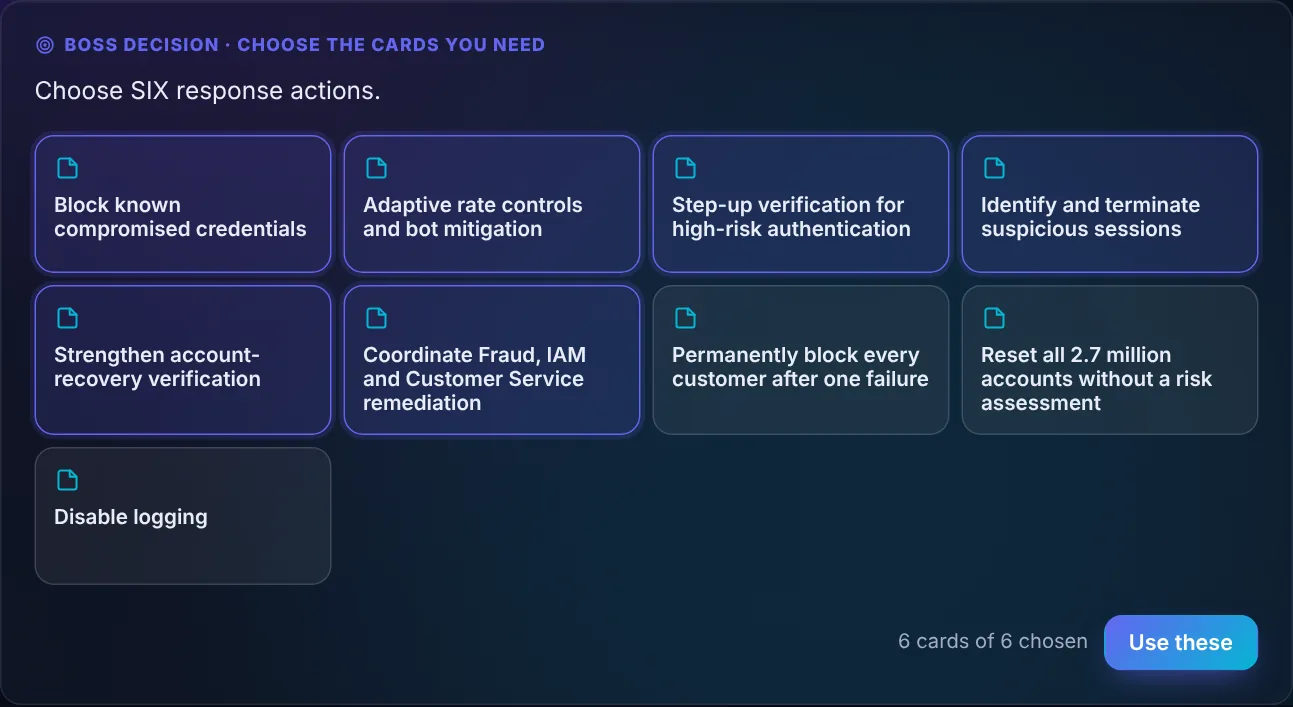 BOSS DECISION · CHOOSE THE CARDS YOU NEED
Choose SIX response actions.
Block known
compromised credentials
Adaptive rate controls
and bot mitigation
Step-up verification for
high-risk authentication
Identify and terminate
suspicious sessions
Strengthen account-
recovery verification
Coordinate Fraud, IAM
and Customer Service
remediation
Permanently block every
customer after one failure
Reset all 2.7 million
accounts without a risk
assessment
Disable logging
6 cards of 6 chosen
Use these